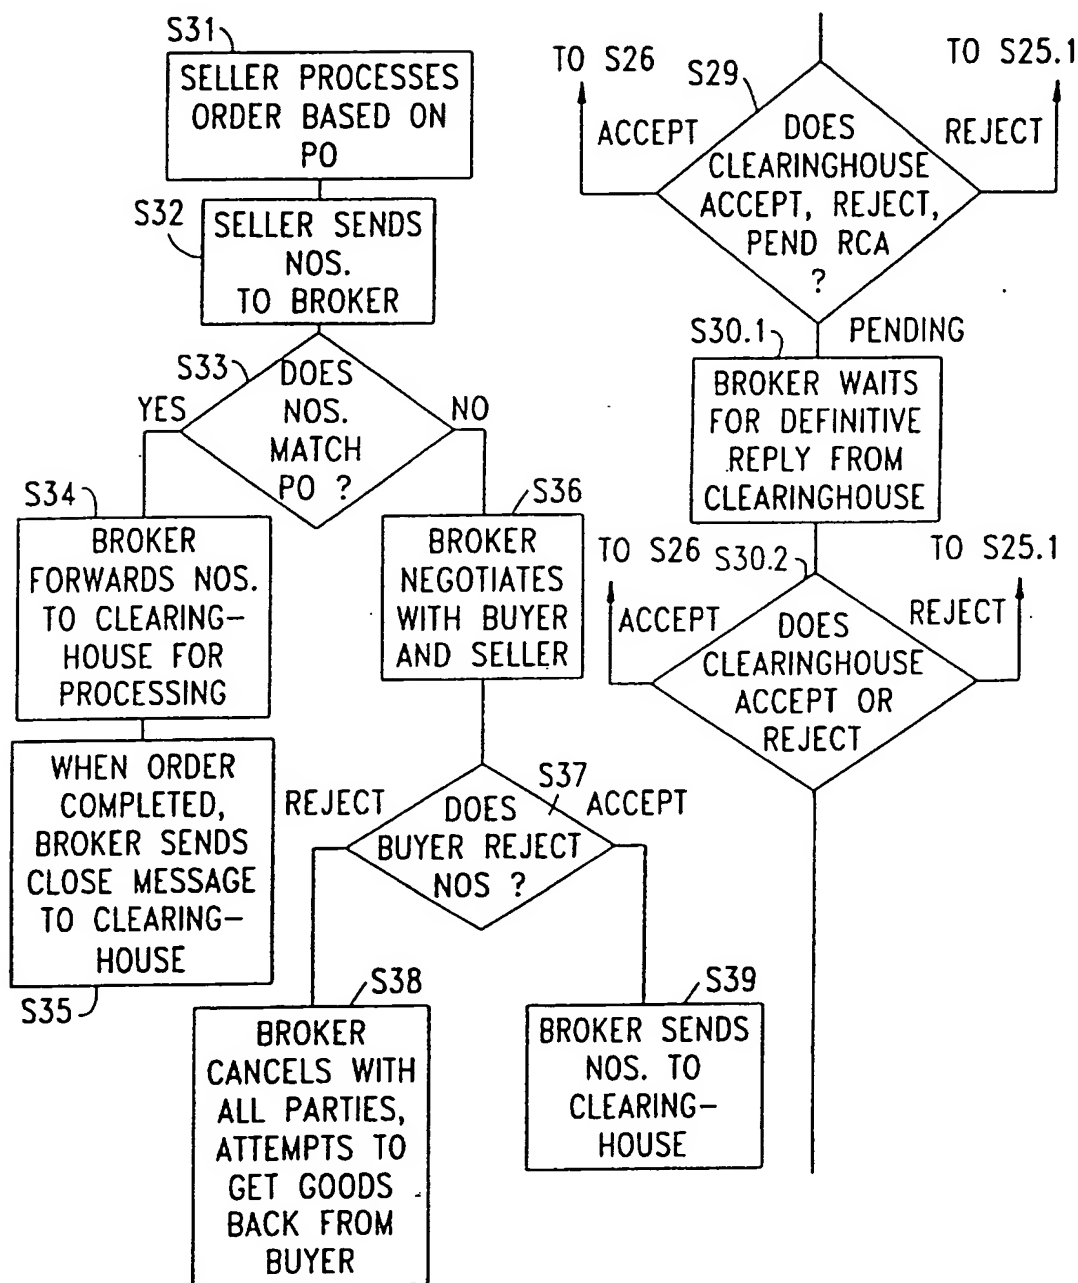 S31
SELLER PROCESSES
ORDER BASED ON
PO
S32
SELLER SENDS
NOS.
TO BROKER
S33
DOES
NOS.
MATCH
PO ?
YES
NO
S34
BROKER
FORWARDS NOS.
TO CLEARING-
HOUSE FOR
PROCESSING
WHEN ORDER
COMPLETED,
BROKER SENDS
CLOSE MESSAGE
TO CLEARING-
HOUSE
S35
S36
BROKER
NEGOTIATES
WITH BUYER
AND SELLER
S37
REJECT
ACCEPT
DOES
BUYER REJECT
NOS ?
S38
BROKER
CANCELS WITH
ALL PARTIES,
ATTEMPTS TO
GET GOODS
BACK FROM
BUYER
S39
BROKER SENDS
NOS. TO
CLEARING-
HOUSE
TO S26
S29
TO S25.1
ACCEPT
REJECT
DOES
CLEARINGHOUSE
ACCEPT, REJECT,
PEND RCA
?
S30.1
PENDING
BROKER WAITS
FOR DEFINITIVE
REPLY FROM
CLEARINGHOUSE
TO S26
S30.2
TO S25.1
ACCEPT
REJECT
DOES
CLEARINGHOUSE
ACCEPT OR
REJECT